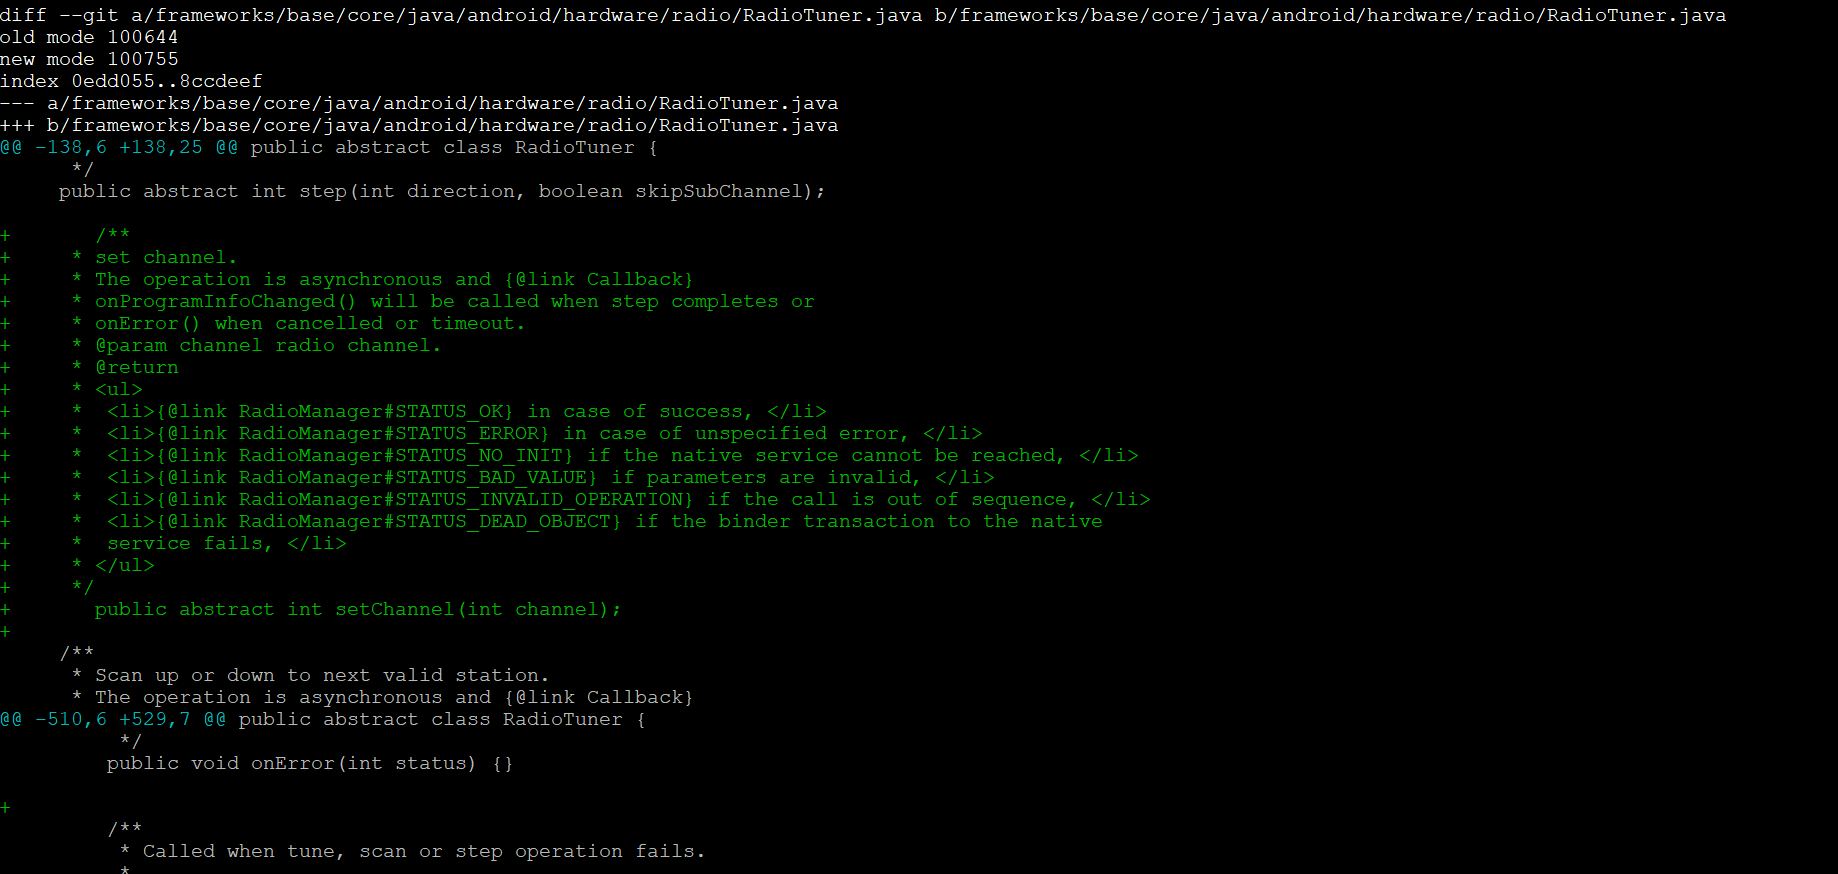 diff --git a/frameworks/base/core/java/android/hardware/radio/RadioTuner.java b/frameworks/base/core/java/android/hardware/radio/RadioTuner.java
old mode 100644
new mode 100755
index 0edd055..8ccdeef
--- a/frameworks/base/core/java/android/hardware/radio/RadioTuner.java
+++ b/frameworks/base/core/java/android/hardware/radio/RadioTuner.java
@@ -138,6 +138,25 @@ public abstract class RadioTuner {
      */
     public abstract int step(int direction, boolean skipSubChannel);

+       /**
+     * set channel.
+     * The operation is asynchronous and {@link Callback}
+     * onProgramInfoChanged() will be called when step completes or
+     * onError() when cancelled or timeout.
+     * @param channel radio channel.
+     * @return
+     * <ul>
+     *  <li>{@link RadioManager#STATUS_OK} in case of success, </li>
+     *  <li>{@link RadioManager#STATUS_ERROR} in case of unspecified error, </li>
+     *  <li>{@link RadioManager#STATUS_NO_INIT} if the native service cannot be reached, </li>
+     *  <li>{@link RadioManager#STATUS_BAD_VALUE} if parameters are invalid, </li>
+     *  <li>{@link RadioManager#STATUS_INVALID_OPERATION} if the call is out of sequence, </li>
+     *  <li>{@link RadioManager#STATUS_DEAD_OBJECT} if the binder transaction to the native
+     *  service fails, </li>
+     * </ul>
+     */
+       public abstract int setChannel(int channel);
+
     /**
      * Scan up or down to next valid station.
      * The operation is asynchronous and {@link Callback}
@@ -510,6 +529,7 @@ public abstract class RadioTuner {
          */
         public void onError(int status) {}

+
         /**
          * Called when tune, scan or step operation fails.
          *